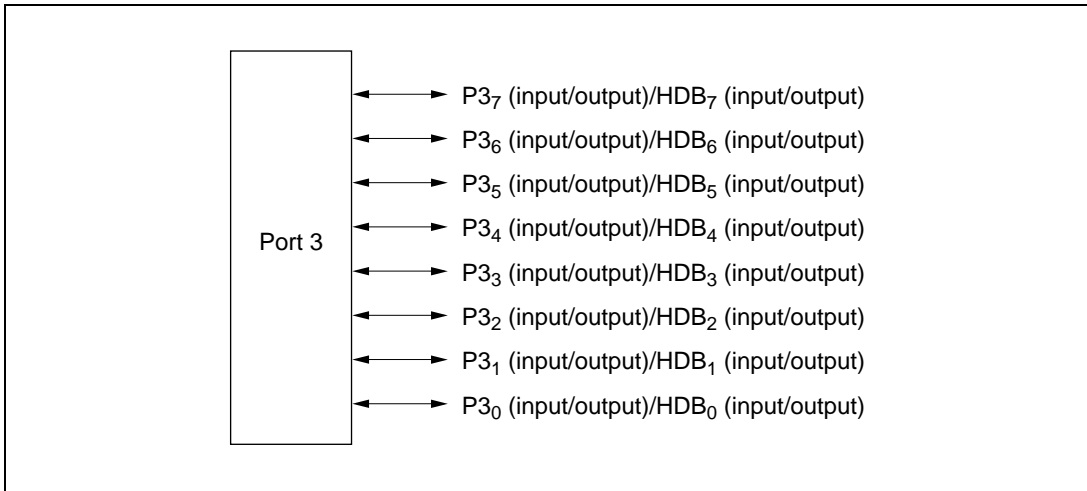 P3₇ (input/output)/HDB₇ (input/output)
P3₆ (input/output)/HDB₆ (input/output)
P3₅ (input/output)/HDB₅ (input/output)
P3₄ (input/output)/HDB₄ (input/output)
Port 3
P3₃ (input/output)/HDB₃ (input/output)
P3₂ (input/output)/HDB₂ (input/output)
P3₁ (input/output)/HDB₁ (input/output)
P3₀ (input/output)/HDB₀ (input/output)